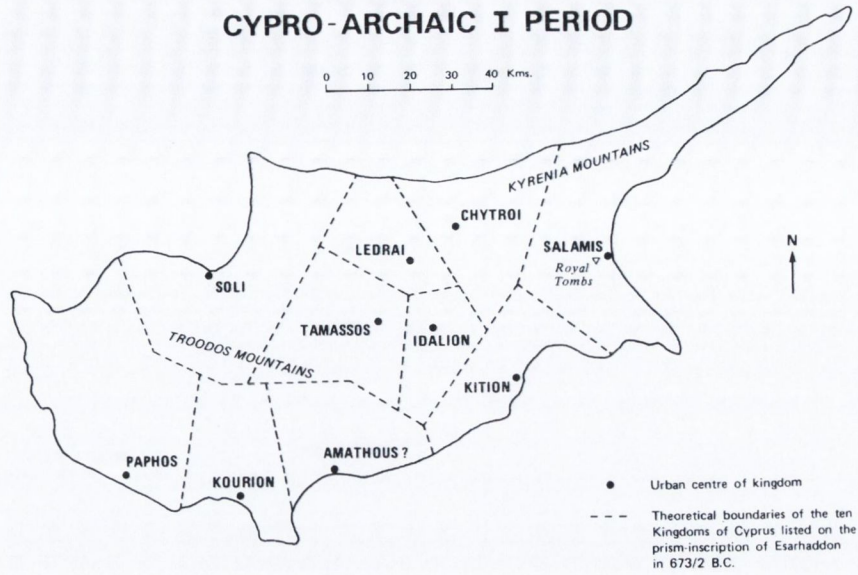 CYPRO-ARCHAIC I PERIOD
0 10 20 30 40 Kms.
KYRENIA MOUNTAINS
CHYTROI
LEDRAI
SALAMIS
Royal
Tombs
N
SOLI
TAMASSOS
IDALION
TROODOS MOUNTAINS
KITION
PAPHOS
KOURION
AMATHOUS?
Urban centre of kingdom
Theoretical boundaries of the ten
Kingdoms of Cyprus listed on the
prism-inscription of Esarhaddon
in 673/2 B.C.